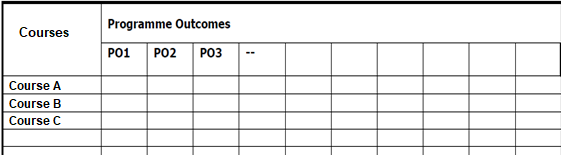 Courses
Programme Outcomes
PO1 PO2 PO3 --
Course A
Course B
Course C